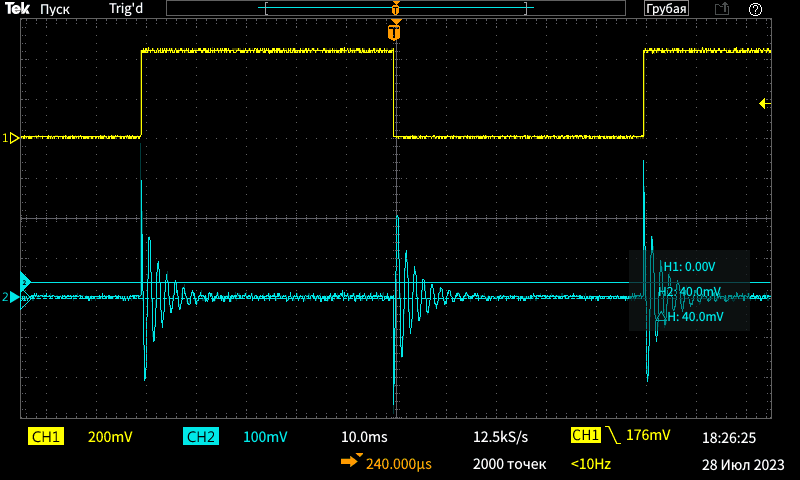 Tek Пуск Trig'd Грубая
T
T
1
2
2
H1: 0.00V
H2: 40.0mV
△H: 40.0mV
CH1 200mV CH2 100mV 10.0ms 12.5kS/s CH1 176mV 18:26:25
240.000µs 2000 точек <10Hz 28 Июл 2023